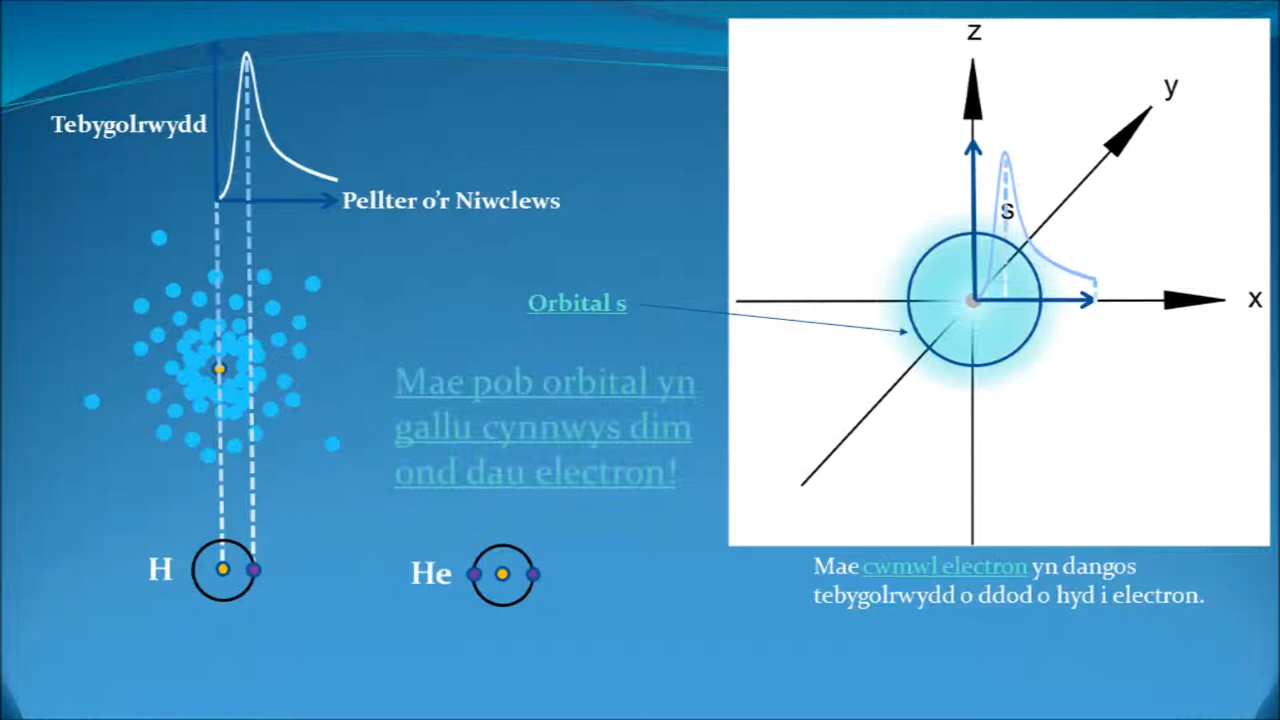 Tebygolrwydd
Pellter o'r Niwclews
Orbital s
Mae pob orbital yn
gallu cynnwys dim
ond dau electron!
H
He
z
y
s
x
Mae cwmwl electron yn dangos
tebygolrwydd o ddod o hyd i electron.